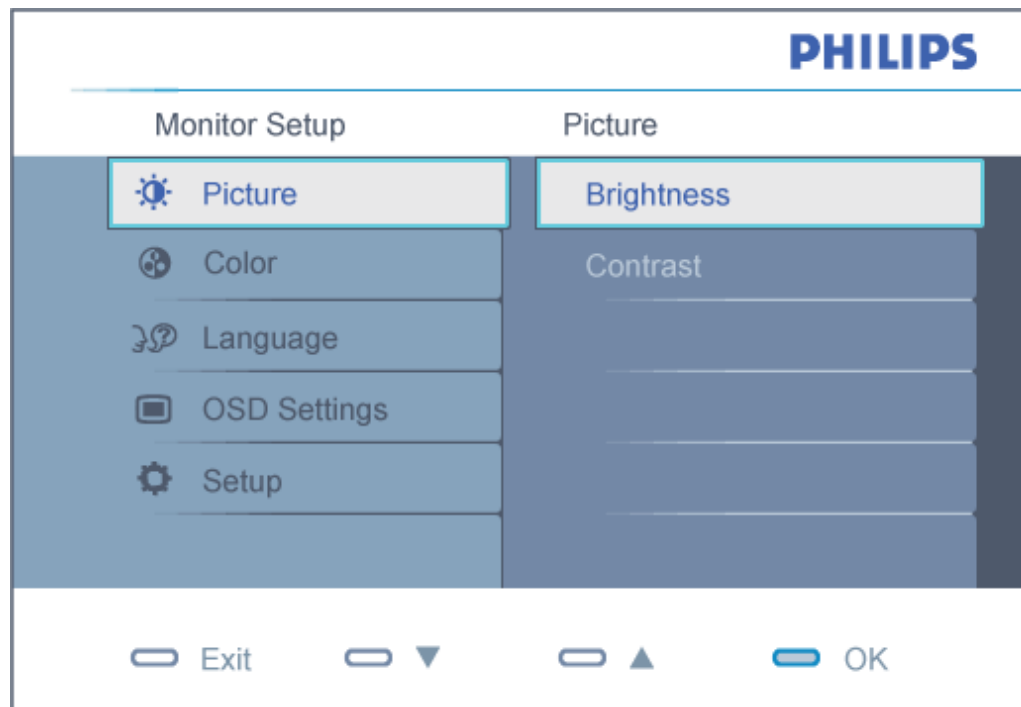 PHILIPS
Monitor Setup
Picture
Picture
Brightness
Color
Contrast
Language
OSD Settings
Setup
Exit ▼ ▲ OK